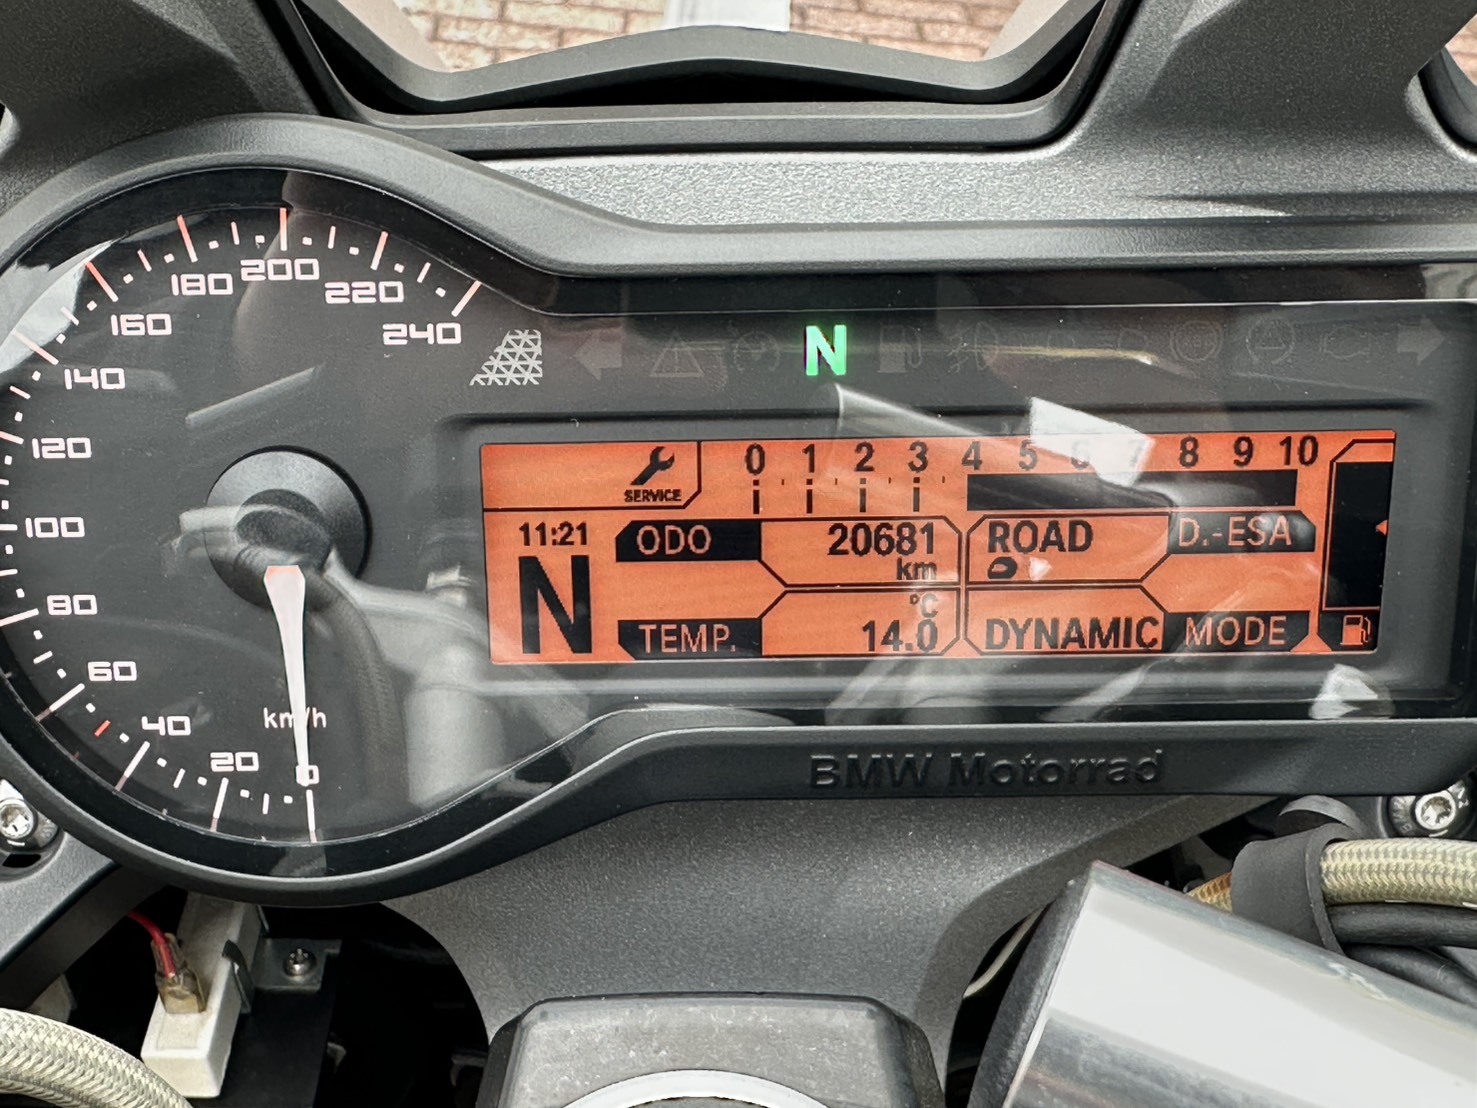 0
20
40
60
80
100
120
140
160
180
200
220
240
km/h
N
SERVICE
0 1 2 3 4 5 6 7 8 9 10
11:21
N
ODO 20681
km
TEMP. °C
14.0
ROAD D.-ESA
DYNAMIC MODE
BMW Motorrad